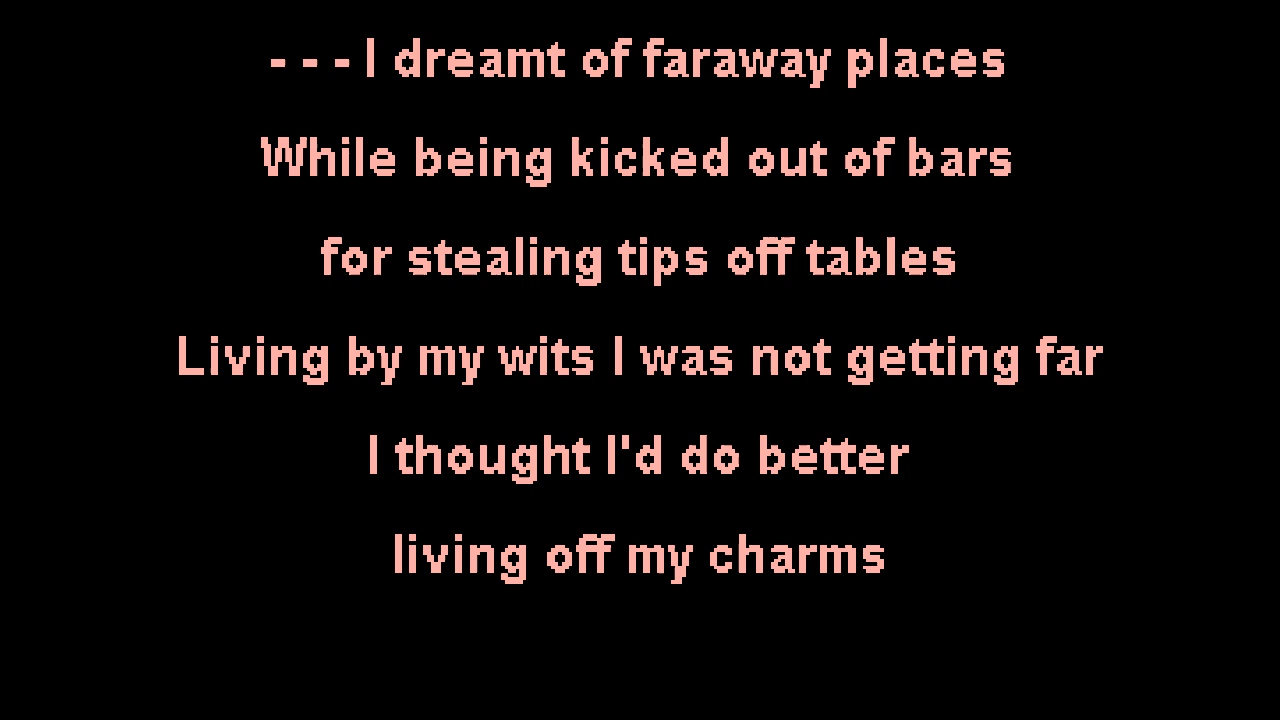 - - - I dreamt of faraway places
While being kicked out of bars
for stealing tips off tables
Living by my wits I was not getting far
I thought I'd do better
living off my charms